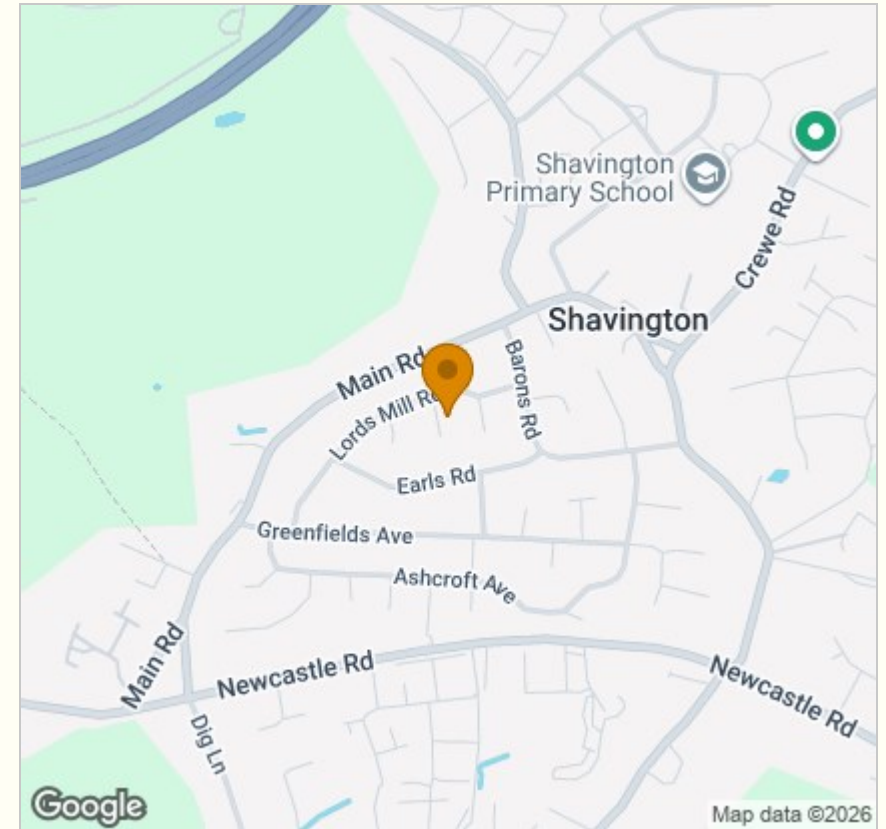 Shavington
Primary School
Crewe Rd
Shavington
Main Rd
Barons Rd
Lords Mill Rd
Earls Rd
Greenfields Ave
Ashcroft Ave
Main Rd
Newcastle Rd
Newcastle Rd
Dig Ln
Google
Map data ©2026